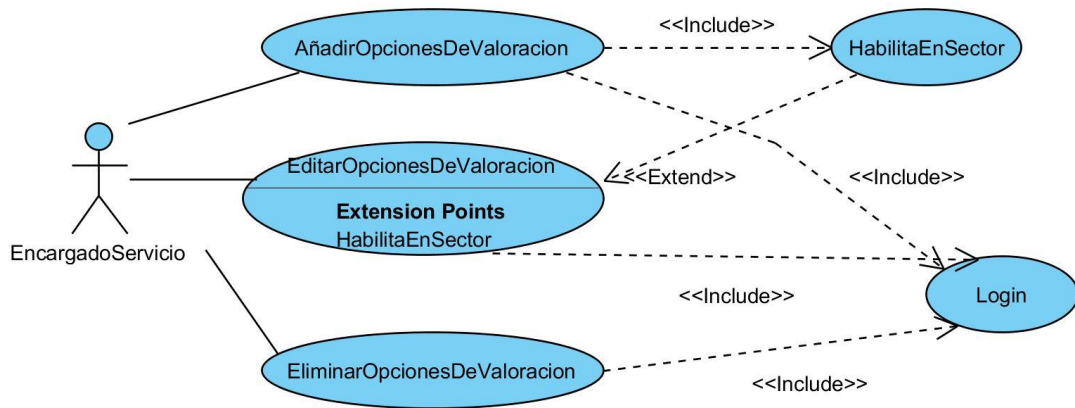 AñadirOpcionesDeValoracion
<<Include>>
HabilitaEnSector
EditarOpcionesDeValoracion
<<Extend>>
<<Include>>
Extension Points
HabilitaEnSector
EncargadoServicio
<<Include>>
Login
EliminarOpcionesDeValoracion
<<Include>>